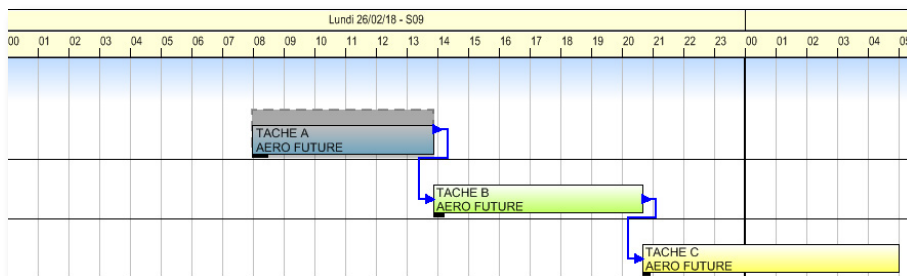 Lundi 26/02/18 - S09
00 01 02 03 04 05 06 07 08 09 10 11 12 13 14 15 16 17 18 19 20 21 22 23 00 01 02 03 04
TACHE A
AERO FUTURE
TACHE B
AERO FUTURE
TACHE C
AERO FUTURE